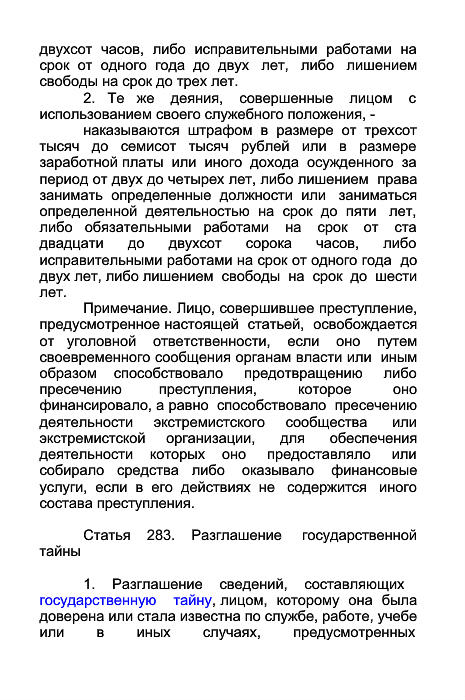 двухсот часов, либо исправительными работами на
срок от одного года до двух лет, либо лишением
свободы на срок до трех лет.
2. Те же деяния, совершенные лицом с
использованием своего служебного положения, -
наказываются штрафом в размере от трехсот
тысяч до семисот тысяч рублей или в размере
заработной платы или иного дохода осужденного за
период от двух до четырех лет, либо лишением права
занимать определенные должности или заниматься
определенной деятельностью на срок до пяти лет,
либо обязательными работами на срок от ста
двадцати до двухсот сорока часов, либо
исправительными работами на срок от одного года до
двух лет, либо лишением свободы на срок до шести
лет.
Примечание. Лицо, совершившее преступление,
предусмотренное настоящей статьей, освобождается
от уголовной ответственности, если оно путем
своевременного сообщения органам власти или иным
образом способствовало предотвращению либо
пресечению преступления, которое оно
финансировало, а равно способствовало пресечению
деятельности экстремистского сообщества или
экстремистской организации, для обеспечения
деятельности которых оно предоставляло или
собирало средства либо оказывало финансовые
услуги, если в его действиях не содержится иного
состава преступления.
Статья 283. Разглашение государственной
тайны
1. Разглашение сведений, составляющих
государственную тайну, лицом, которому она была
доверена или стала известна по службе, работе, учебе
или в иных случаях, предусмотренных